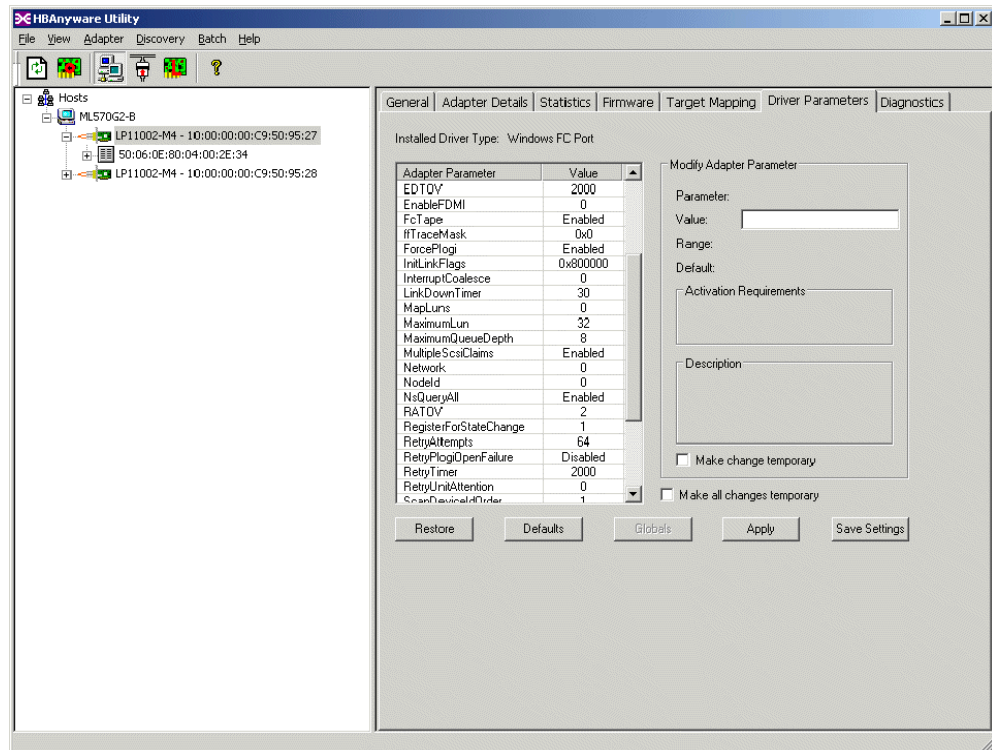 HBAnyware Utility
File View Adapter Discovery Batch Help
Hosts
ML570G2-B
LP11002-M4 - 10:00:00:00:C9:50:95:27
50:06:0E:80:04:00:2E:34
LP11002-M4 - 10:00:00:00:C9:50:95:28
General Adapter Details Statistics Firmware Target Mapping Driver Parameters Diagnostics
Installed Driver Type: Windows FC Port
Adapter Parameter Value
EDTOV 2000
EnableFDMI 0
FcTape Enabled
ffTraceMask 0x0
ForcePlogi Enabled
InitLinkFlags 0x800000
InterruptCoalesce 0
LinkDownTimer 30
MapLuns 0
MaximumLun 32
MaximumQueueDepth 8
MultipleScsiClaims Enabled
Network 0
NodeId 0
NsQueryAll Enabled
RATOV 2
RegisterForStateChange 1
RetryAttempts 64
RetryPlogiOpenFailure Disabled
RetryTimer 2000
RetryUnitAttention 0
ScanDeviceIdOrder 1
Modify Adapter Parameter
Parameter:
Value:
Range:
Default:
Activation Requirements
Description
Make change temporary
Make all changes temporary
Restore Defaults Globals Apply Save Settings